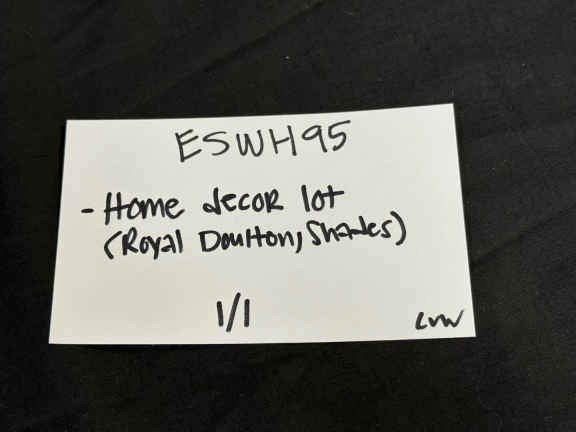 ESWH95
- Home decor lot
(Royal Doulton, Shades)
1/1
LVW